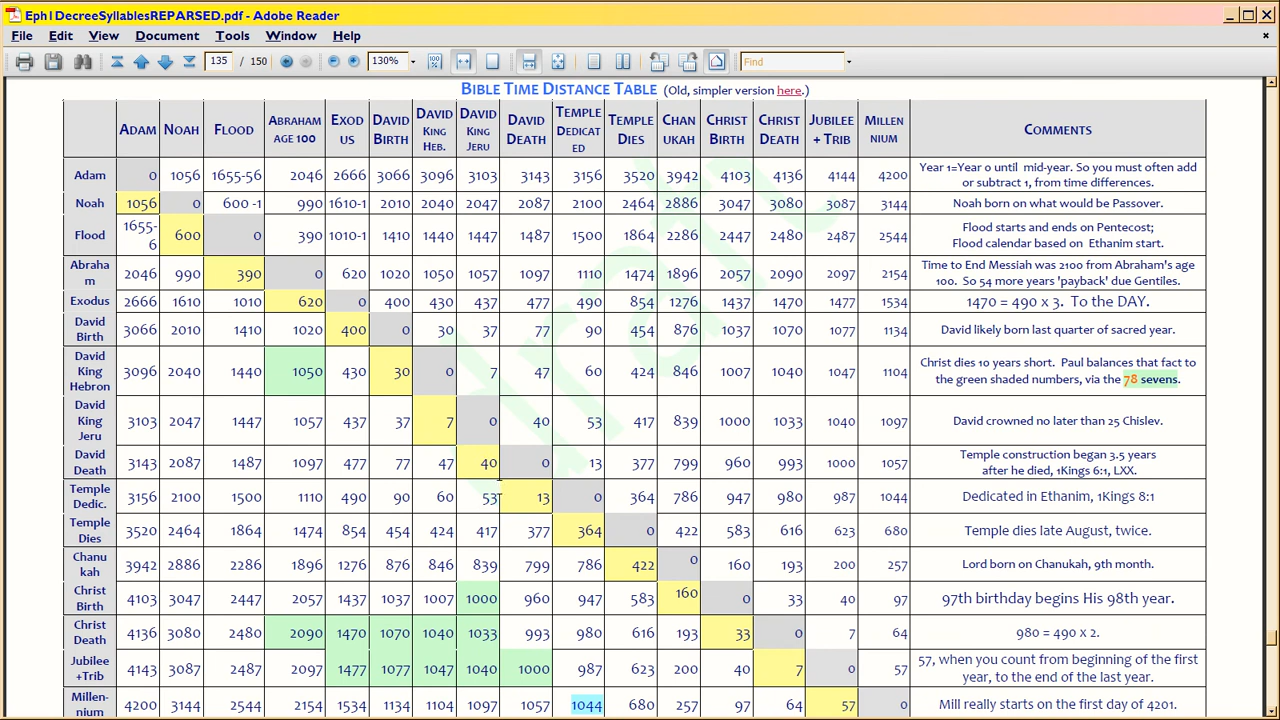 Eph1DecreeSyllablesREPARSED.pdf - Adobe Reader
File Edit View Document Tools Window Help
135 / 150 130% Find
BIBLE TIME DISTANCE TABLE (Old, simpler version here.)
ADAM NOAH FLOOD ABRAHAM AGE 100 EXODUS DAVID BIRTH DAVID KING HEB. DAVID KING JERU DAVID DEATH TEMPLE DEDICATED TEMPLE DIES CHANUKAH CHRIST BIRTH CHRIST DEATH JUBILEE + TRIB MILLENNIUM COMMENTS
Adam 0 1056 1655-56 2046 2666 3066 3096 3103 3143 3156 3520 3942 4103 4136 4144 4200 Year 1=Year 0 until mid-year. So you must often add or subtract 1, from time differences.
Noah 1056 0 600 -1 990 1610-1 2010 2040 2047 2087 2100 2464 2886 3047 3080 3087 3144 Noah born on what would be Passover.
Flood 1655-6 600 0 390 1010-1 1410 1440 1447 1487 1500 1864 2286 2447 2480 2487 2544 Flood starts and ends on Pentecost; Flood calendar based on Ethanim start.
Abraham 2046 990 390 0 620 1020 1050 1057 1097 1110 1474 1896 2057 2090 2097 2154 Time to End Messiah was 2100 from Abraham's age 100. So 54 more years 'payback' due Gentiles.
Exodus 2666 1610 1010 620 0 400 430 437 477 490 854 1276 1437 1470 1477 1534 1470 = 490 x 3. To the DAY.
David Birth 3066 2010 1410 1020 400 0 30 37 77 90 454 876 1037 1070 1077 1134 David likely born last quarter of sacred year.
David King Hebron 3096 2040 1440 1050 430 30 0 7 47 60 424 846 1007 1040 1047 1104 Christ dies 10 years short. Paul balances that fact to the green shaded numbers, via the 78 sevens.
David King Jeru 3103 2047 1447 1057 437 37 7 0 40 53 417 839 1000 1033 1040 1097 David crowned no later than 25 Chislev.
David Death 3143 2087 1487 1097 477 77 47 40 0 13 377 799 960 993 1000 1057 Temple construction began 3.5 years after he died, 1Kings 6:1, LXX.
Temple Dedic. 3156 2100 1500 1110 490 90 60 53 13 0 364 786 947 980 987 1044 Dedicated in Ethanim, 1Kings 8:1
Temple Dies 3520 2464 1864 1474 854 454 424 417 377 364 0 422 583 616 623 680 Temple dies late August, twice.
Chanukah 3942 2886 2286 1896 1276 876 846 839 799 786 422 0 160 193 200 257 Lord born on Chanukah, 9th month.
Christ Birth 4103 3047 2447 2057 1437 1037 1007 1000 960 947 583 160 0 33 40 97 97th birthday begins His 98th year.
Christ Death 4136 3080 2480 2090 1470 1070 1040 1033 993 980 616 193 33 0 7 64 980 = 490 x 2.
Jubilee +Trib 4143 3087 2487 2097 1477 1077 1047 1040 1000 987 623 200 40 7 0 57 57, when you count from beginning of the first year, to the end of the last year.
Millennium 4200 3144 2544 2154 1534 1134 1104 1097 1057 1044 680 257 97 64 57 0 Mill really starts on the first day of 4201.
draft